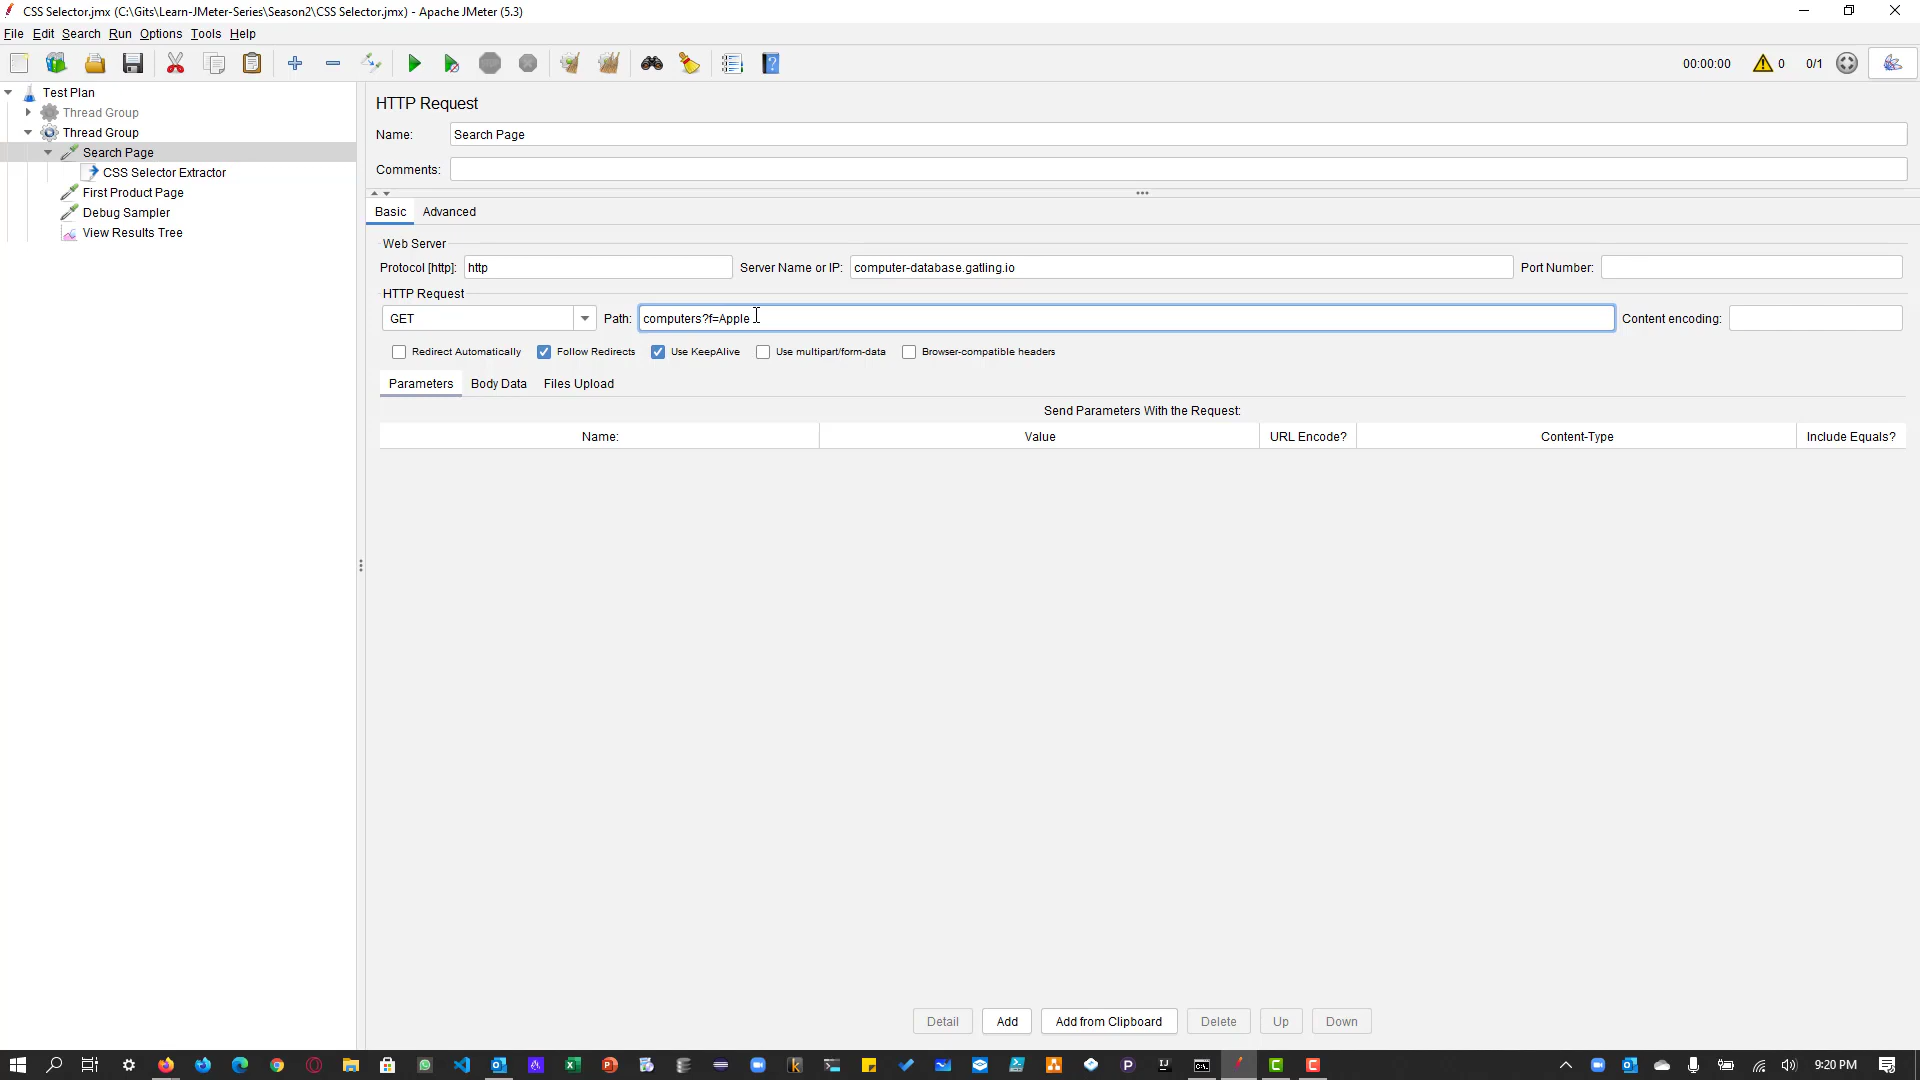 CSS Selector.jmx (C:\Gits\Learn-JMeter-Series\Season2\CSS Selector.jmx) - Apache JMeter (5.3)
File Edit Search Run Options Tools Help
00:00:00 0 0/1
Test Plan
Thread Group
Thread Group
Search Page
CSS Selector Extractor
First Product Page
Debug Sampler
View Results Tree
HTTP Request
Name: Search Page
Comments:
Basic Advanced
Web Server
Protocol [http]: http Server Name or IP: computer-database.gatling.io Port Number:
HTTP Request
GET Path: computers?f=Apple Content encoding:
Redirect Automatically Follow Redirects Use KeepAlive Use multipart/form-data Browser-compatible headers
Parameters Body Data Files Upload
Send Parameters With the Request:
Name: Value URL Encode? Content-Type Include Equals?
Detail Add Add from Clipboard Delete Up Down
9:20 PM